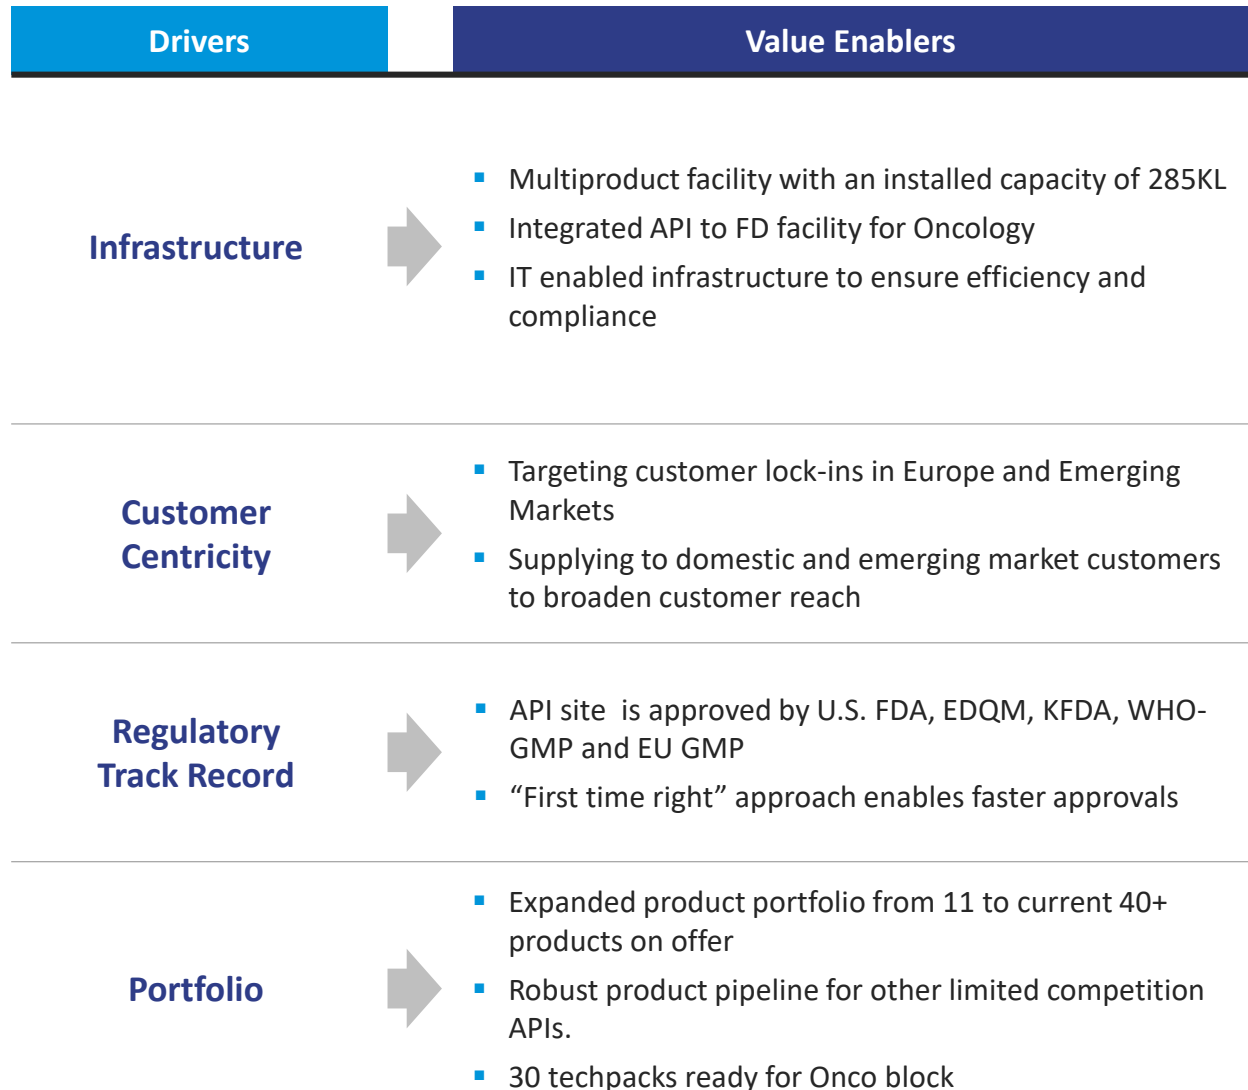 Drivers
Value Enablers
Infrastructure
▪ Multiproduct facility with an installed capacity of 285KL
▪ Integrated API to FD facility for Oncology
▪ IT enabled infrastructure to ensure efficiency and
compliance
Customer
Centricity
▪ Targeting customer lock-ins in Europe and Emerging
Markets
▪ Supplying to domestic and emerging market customers
to broaden customer reach
Regulatory
Track Record
▪ API site  is approved by U.S. FDA, EDQM, KFDA, WHO-
GMP and EU GMP
▪ “First time right” approach enables faster approvals
Portfolio
▪ Expanded product portfolio from 11 to current 40+
products on offer
▪ Robust product pipeline for other limited competition
APIs.
▪ 30 techpacks ready for Onco block